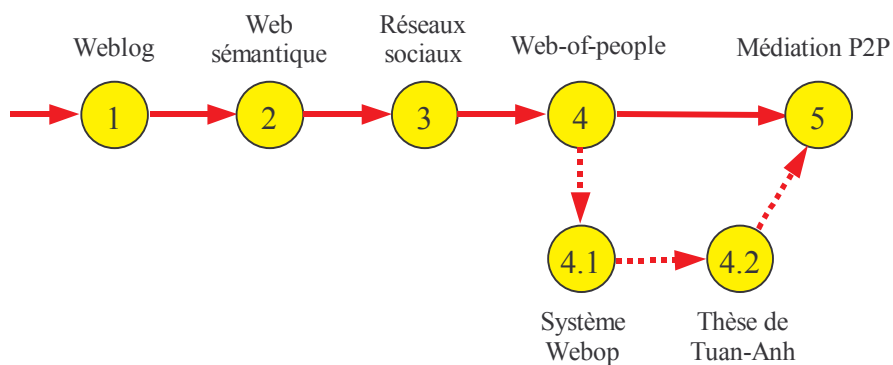 Weblog
Web
sémantique
Réseaux
sociaux
Web-of-people
Médiation P2P
1
2
3
4
5
4.1
4.2
Système
Webop
Thèse de
Tuan-Anh